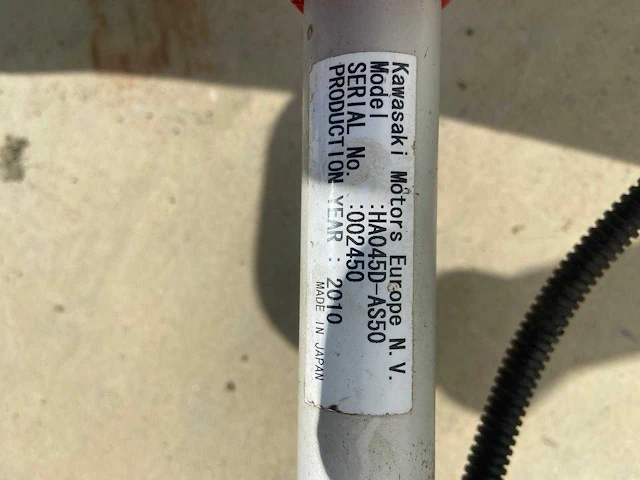 Kawasaki Motors Europe N.V.
Model :HA045D-AS50
SERIAL No. :002450
PRODUCTION YEAR : 2010
MADE IN JAPAN